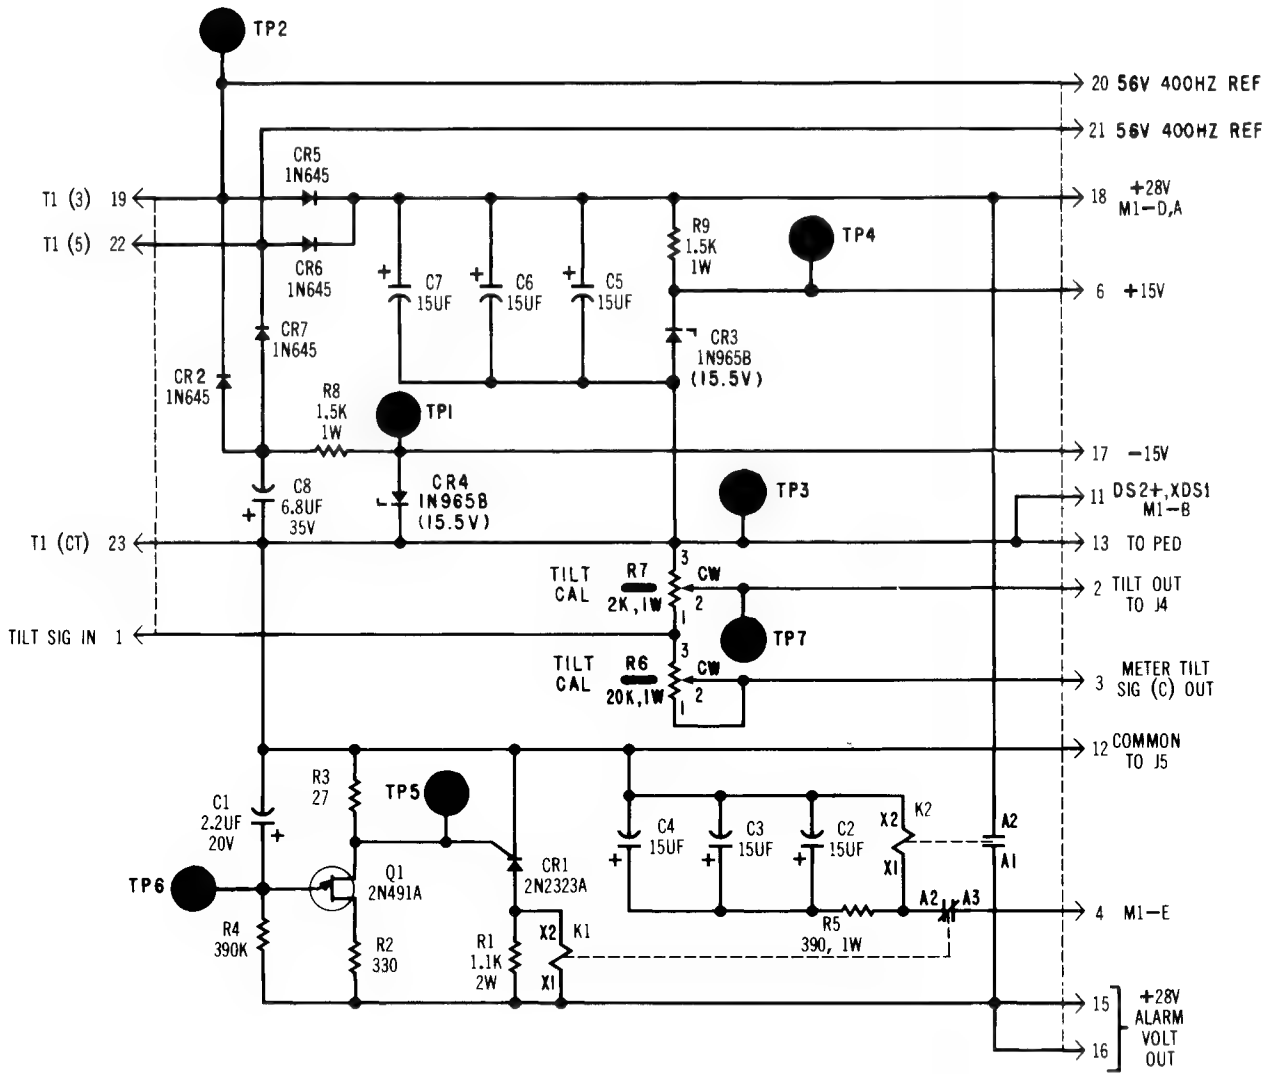 TP2
20 56V 400HZ REF
21 56V 400HZ REF
CR5
1N645
T1 (3) 19
18 +28V
M1-D,A
T1 (5) 22
CR6
1N645
R9
1.5K
1W
TP4
+ C7
15UF
+ C6
15UF
+ C5
15UF
6 +15V
CR7
1N645
CR3
1N965B
(15.5V)
CR2
1N645
R8
1.5K
1W
TP1
17 -15V
C8
6.8UF
35V
+
CR4
1N965B
(15.5V)
TP3
11 DS2+,XDS1
M1-B
T1 (CT) 23
13 TO PED
TILT
CAL
R7
2K,1W
3
CW
2
1
2 TILT OUT
TO J4
TP7
TILT SIG IN 1
TILT
CAL
R6
20K,1W
3
CW
2
1
3 METER TILT
SIG (C) OUT
12 COMMON
TO J5
C1
2.2UF
20V
+
R3
27
TP5
C4
15UF
+
C3
15UF
+
C2
15UF
+
K2
X2
X1
A2
A1
TP6
Q1
2N491A
CR1
2N2323A
R4
390K
R2
330
R1
1.1K
2W
K1
X2
X1
R5
390, 1W
A2 A3
4 M1-E
15
16
+28V
ALARM
VOLT
OUT